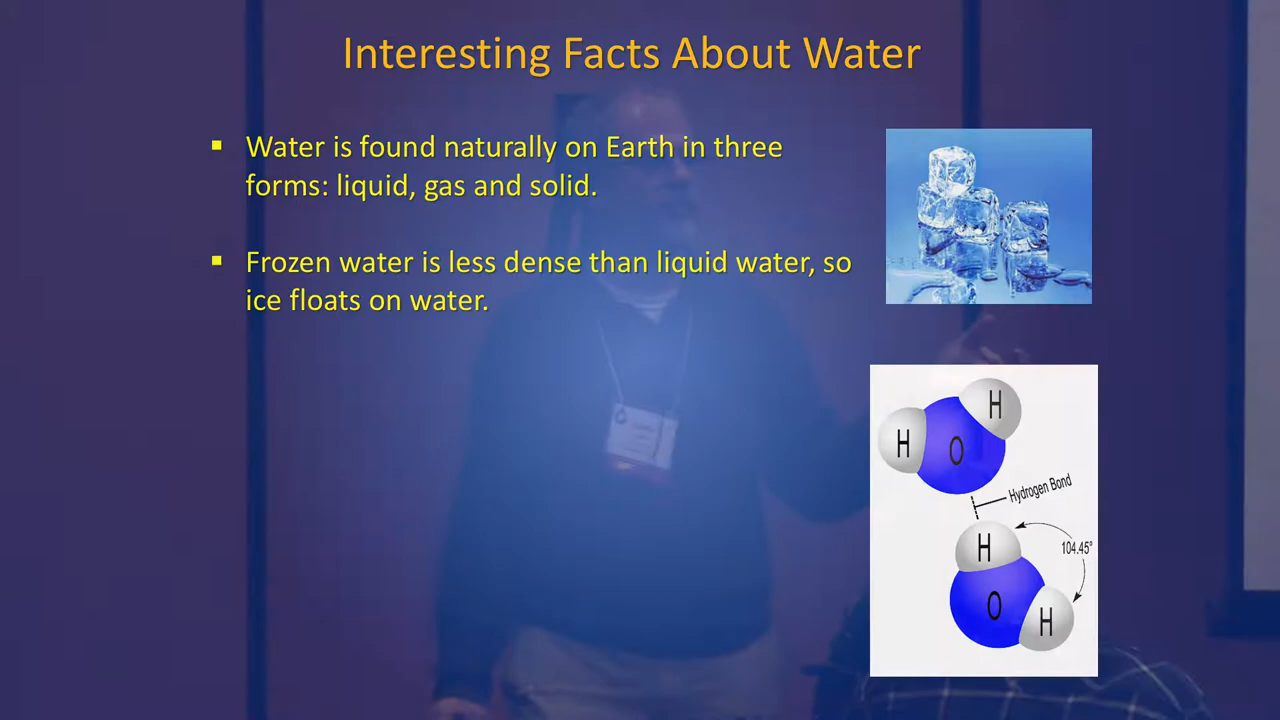 Interesting Facts About Water
▪ Water is found naturally on Earth in three
forms: liquid, gas and solid.
▪ Frozen water is less dense than liquid water, so
ice floats on water.
H
H
O
Hydrogen Bond
H
104.45°
O
H